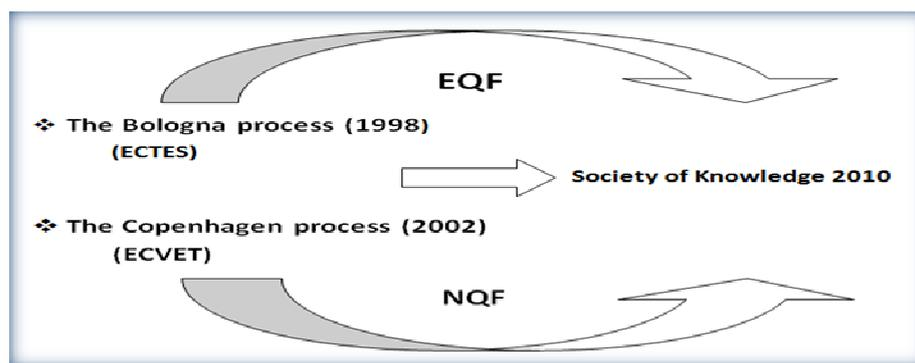 EQF
❖ The Bologna process (1998)
(ECTES)
Society of Knowledge 2010
❖ The Copenhagen process (2002)
(ECVET)
NQF